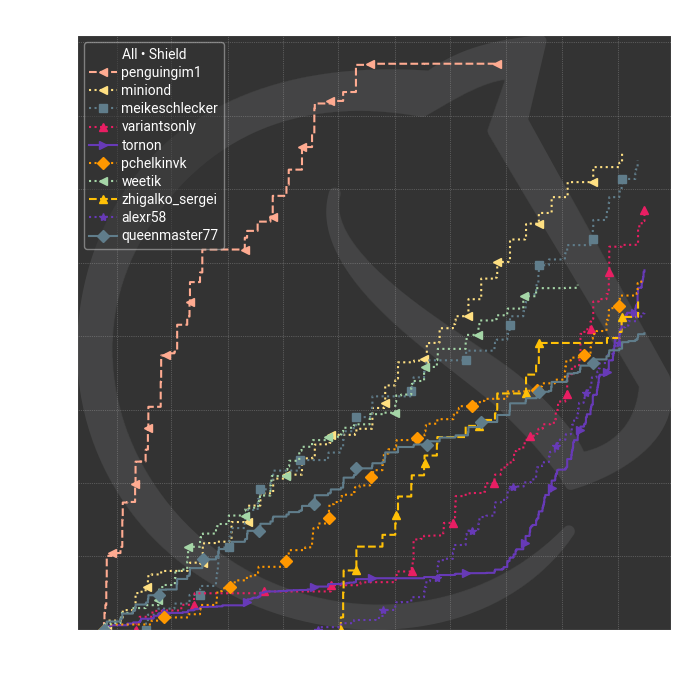 All • Shield
penguingim1
miniond
meikeschlecker
variantsonly
tornon
pchelkinvk
weetik
zhigalko_sergei
alexr58
queenmaster77